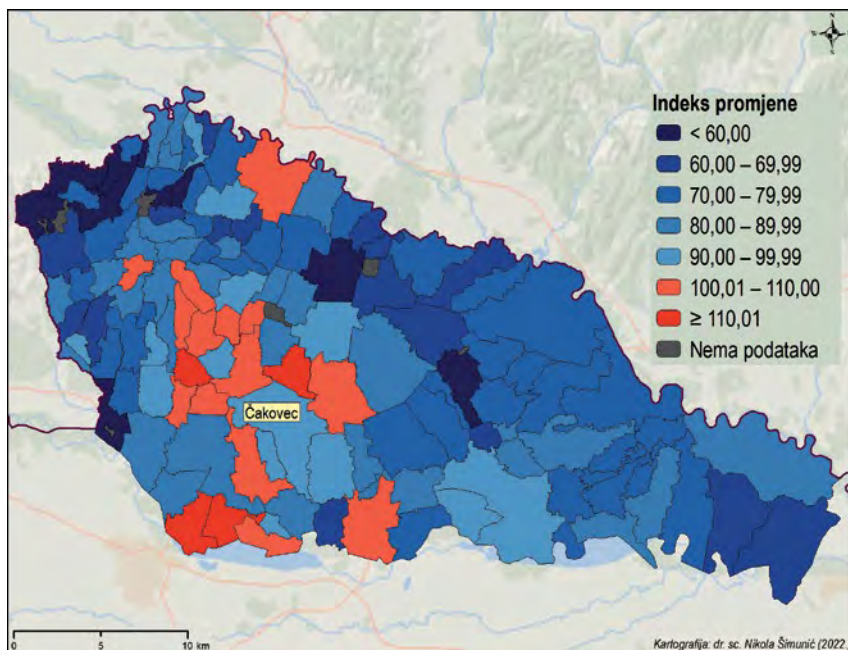 N
W E
S
Indeks promjene
< 60,00
60,00 – 69,99
70,00 – 79,99
80,00 – 89,99
90,00 – 99,99
100,01 – 110,00
≥ 110,01
Nema podataka
Čakovec
0 5 10 km
Kartografija: dr. sc. Nikola Šimunić (2022.